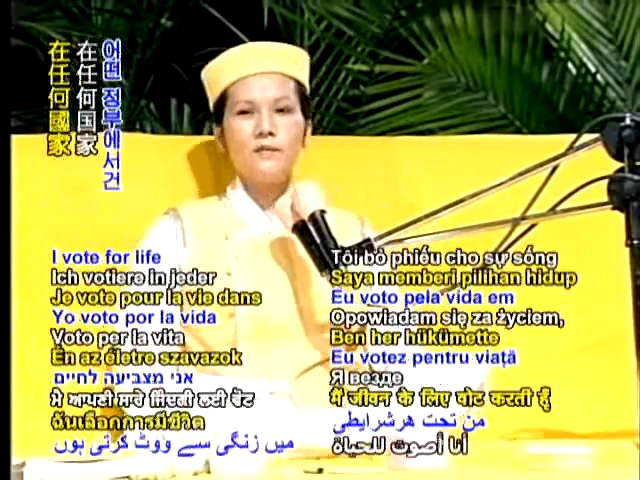 在任何國家
在任何国家
어떤 정부에서건
I vote for life
Ich votiere in jeder
Je vote pour la vie dans
Yo voto por la vida
Voto per la vita
Én az életre szavazok
אני מצביעה לחיים
ਮੈ ਆਪਣੀ ਸਾਰੇ ਜ਼ਿੰਦਗੀ ਲਈ ਵੋਟ
ฉันเลือกการมีชีวิต
میں زندگی سے ووٹ کرتی ہوں
Tôi bỏ phiếu cho sự sống
Saya memberi pilihan hidup
Eu voto pela vida em
Opowiadam się za życiem,
Ben her hükümette
Eu votez pentru viață
Я везде
मैं जीवन के लिए वोट करती हूँ
من تحت هرشرایطی
أنا أصوت للحياة